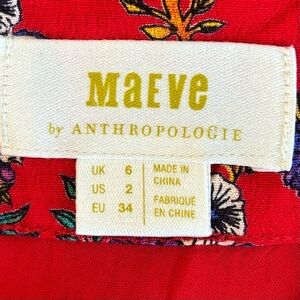 MaEVe
by ANTHROPOLOGIE
UK 6
US 2
EU 34
MADE IN
CHINA
FABRIQUÉ
EN CHINE